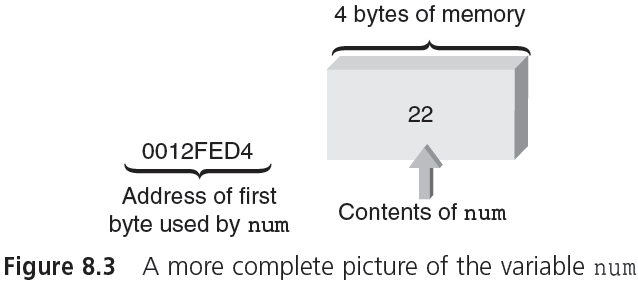 4 bytes of memory
22
0012FED4
Address of first
byte used by num
Contents of num
Figure 8.3 A more complete picture of the variable num